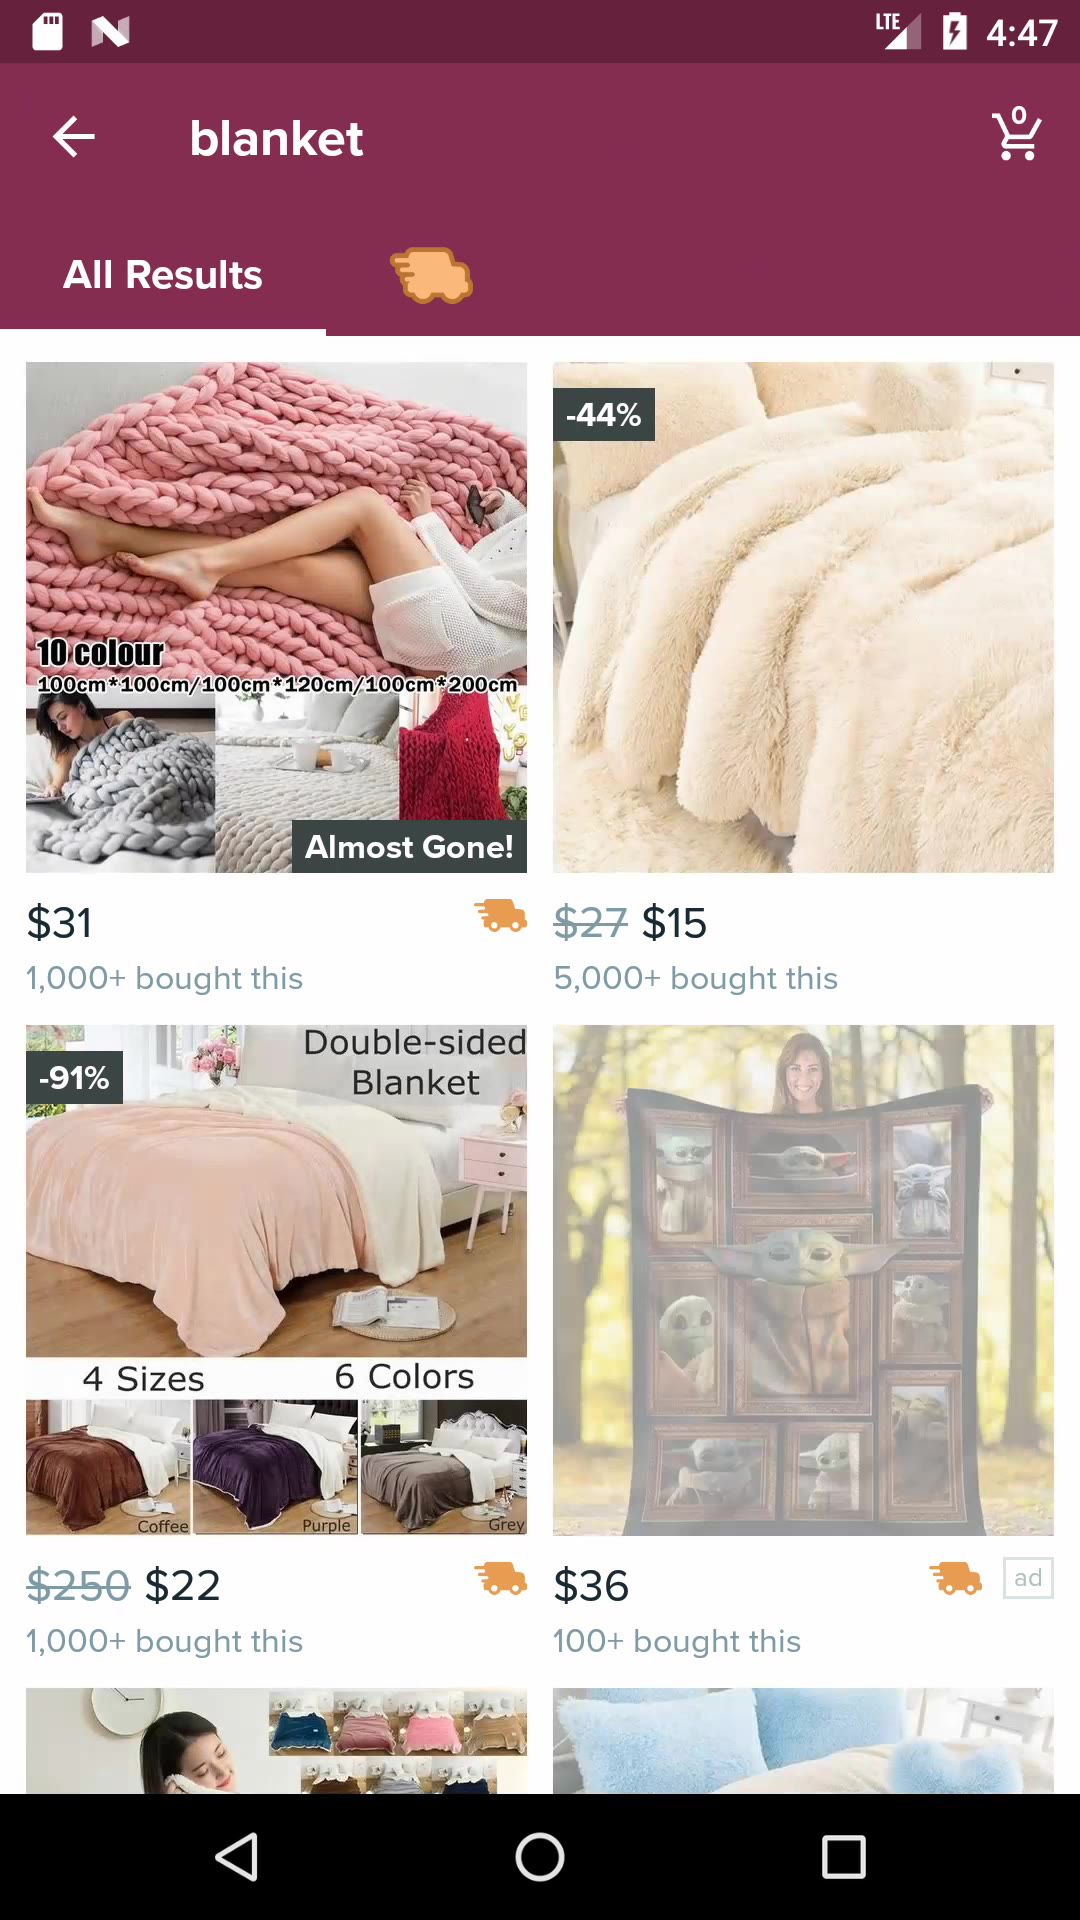 LTE 4:47
blanket
0
All Results
-44%
10 colour
100cm*100cm/100cm*120cm/100cm*200cm
Almost Gone!
$31
$27 $15
1,000+ bought this
5,000+ bought this
Double-sided
Blanket
-91%
4 Sizes
6 Colors
Coffee
Purple
Grey
$250 $22
$36
ad
1,000+ bought this
100+ bought this